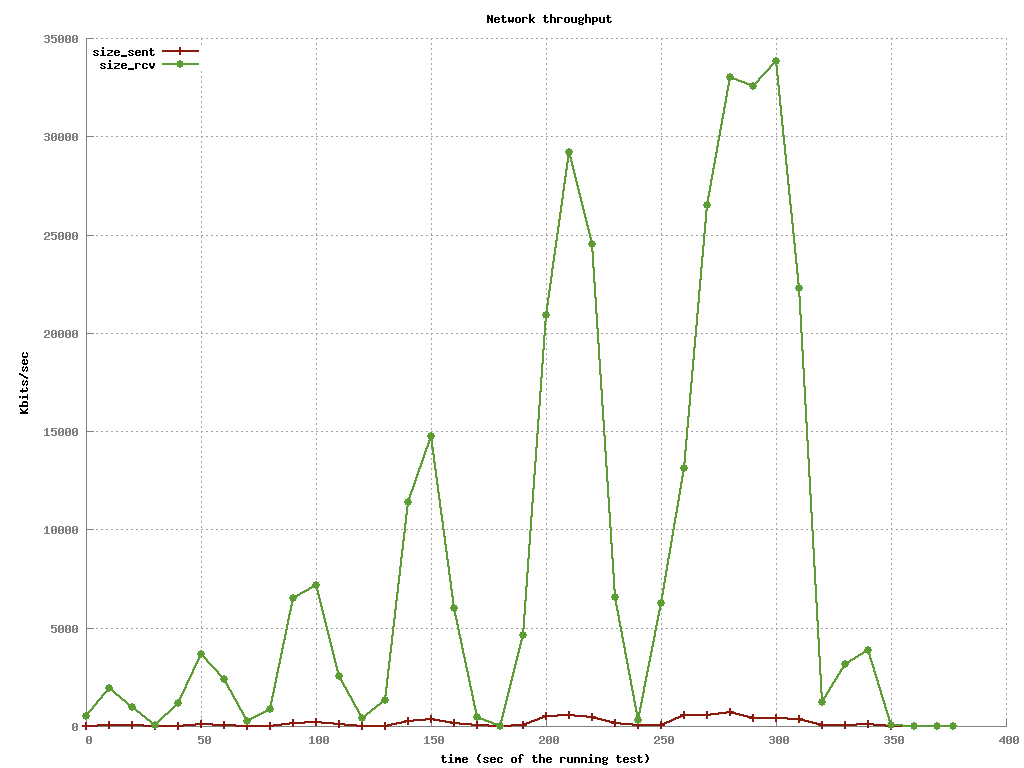 Network throughput
35000
size_sent
size_rcv
30000
25000
20000
Kbits/sec
15000
10000
5000
0
0 50 100 150 200 250 300 350 400
time (sec of the running test)